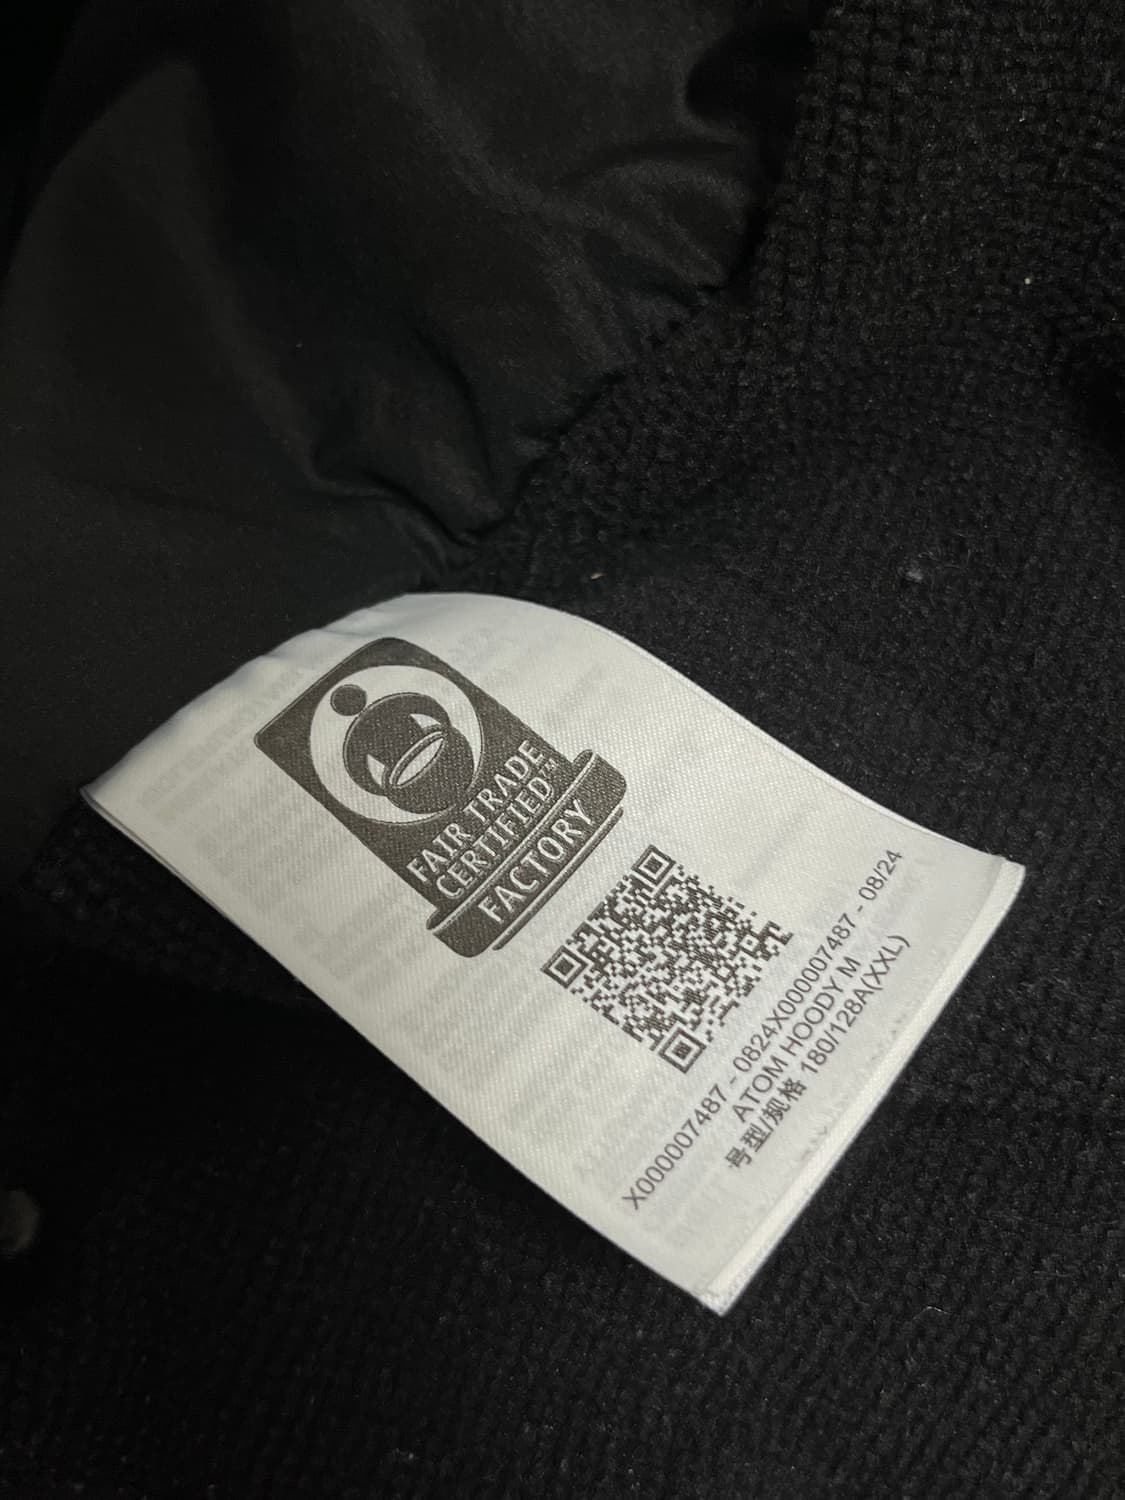 FAIR TRADE
CERTIFIED™
FACTORY
X000007487 - 0824X000007487 - 08/24
ATOM HOODY M
号型/规格 180/128A(XXL)